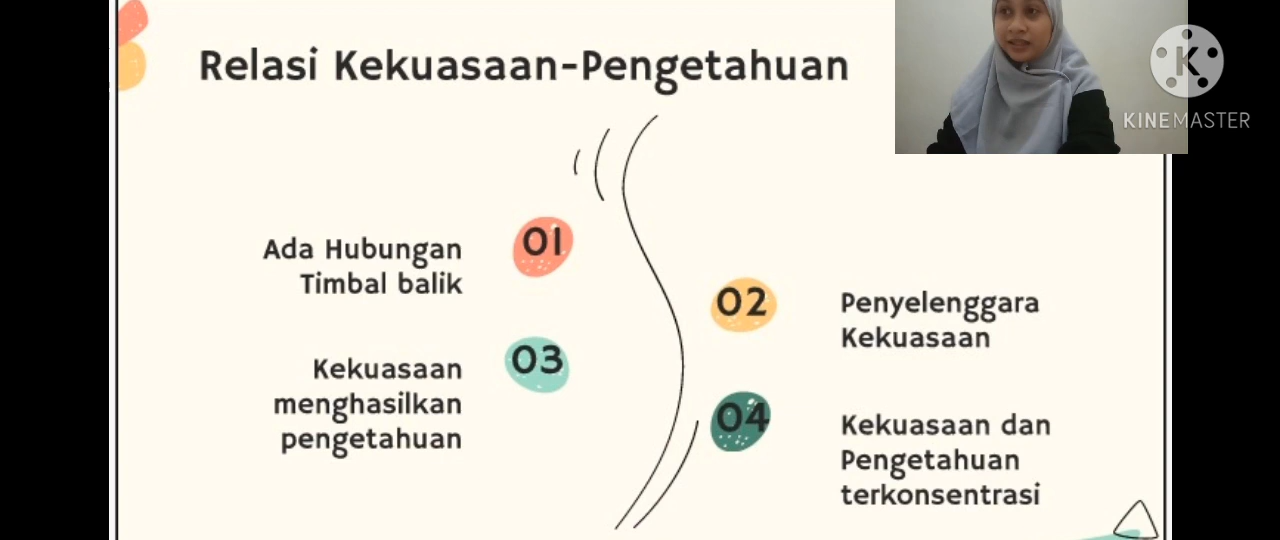 Relasi Kekuasaan-Pengetahuan
K
KINEMASTER
01
Ada Hubungan
Timbal balik
02
Penyelenggara
Kekuasaan
03
Kekuasaan
menghasilkan
pengetahuan
04
Kekuasaan dan
Pengetahuan
terkonsentrasi